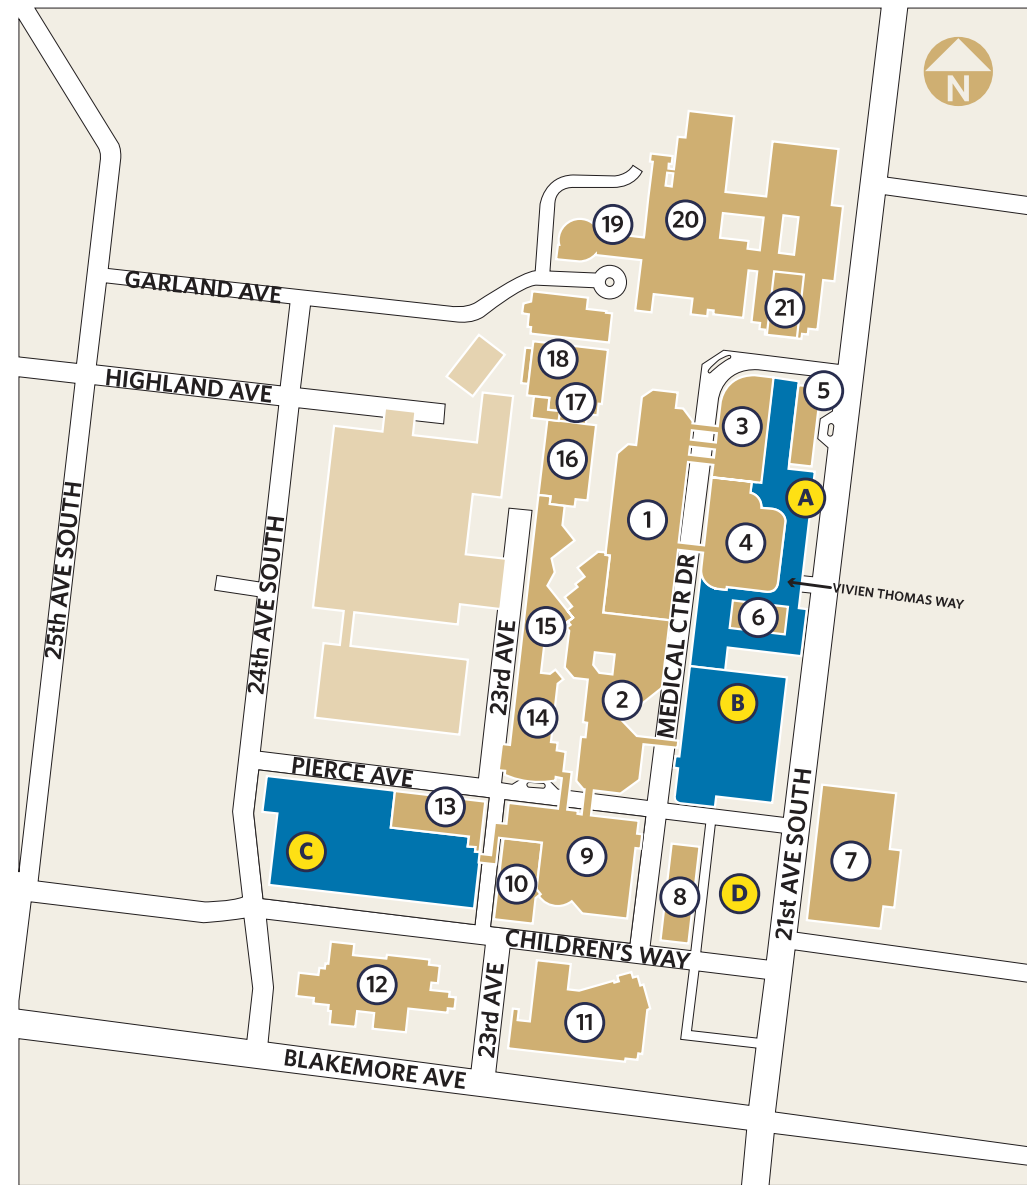 N
20
19
GARLAND AVE
21
18
HIGHLAND AVE
5
17
3
16
A
1
4
25th AVE SOUTH
24th AVE SOUTH
VIVIEN THOMAS WAY
6
15
23rd AVE
MEDICAL CTR DR
2
B
14
PIERCE AVE
13
C
9
7
10
8
D
21st AVE SOUTH
CHILDREN'S WAY
12
23rd AVE
11
BLAKEMORE AVE